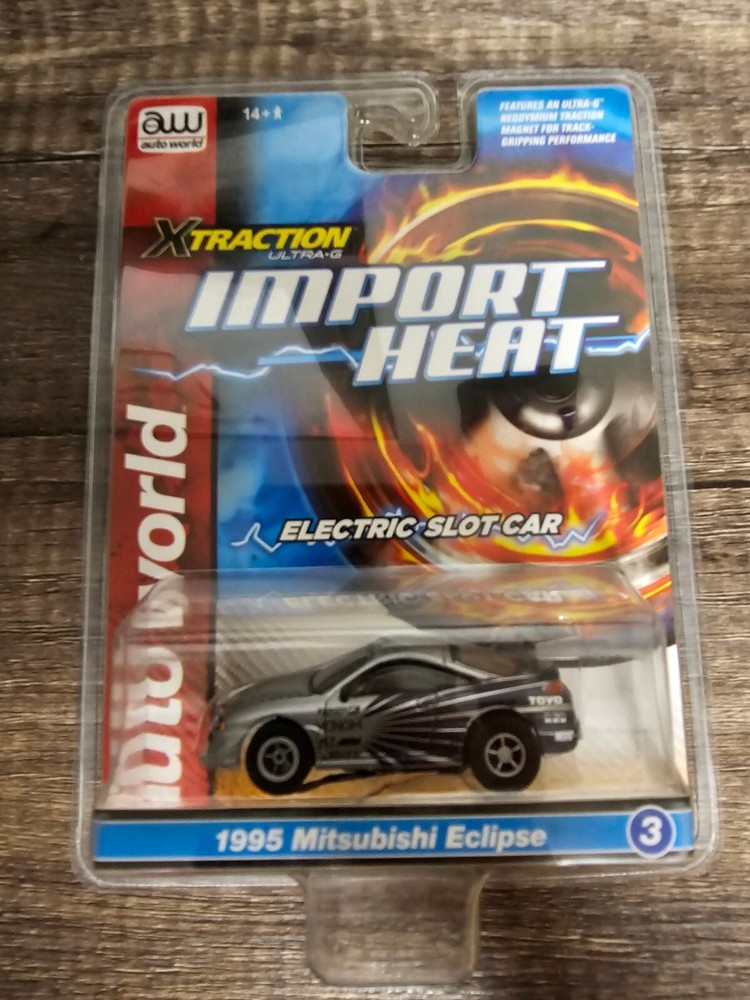 aw
auto world
14+
FEATURES AN ULTRA-G™
NEODYMIUM TRACTION
MAGNET FOR TRACK-
GRIPPING PERFORMANCE
XTRACTION
ULTRA•G
IMPORT
HEAT
auto world
ELECTRIC SLOT CAR
TOYO
1995 Mitsubishi Eclipse
3